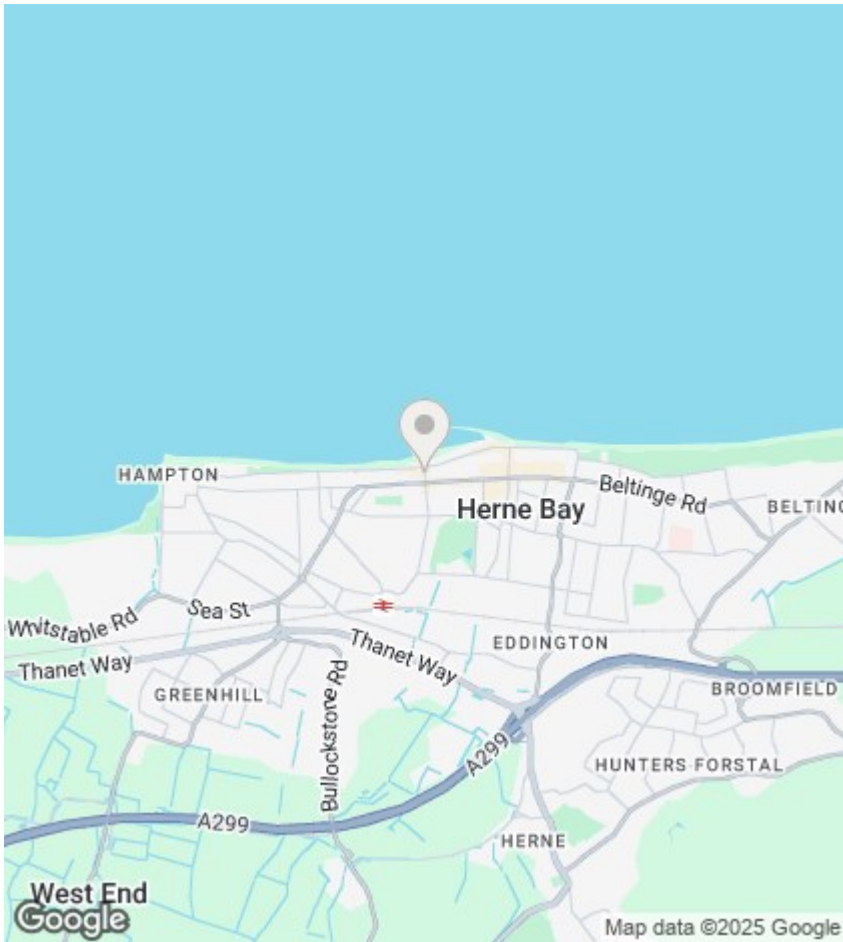 HAMPTON
Herne Bay
Beltinge Rd
BELTING
Sea St
Whitstable Rd
Thanet Way
EDDINGTON
Thanet Way
GREENHILL
Bullockstone Rd
BROOMFIELD
A299
HUNTERS FORSTAL
A299
HERNE
West End
Google
Map data ©2025 Google